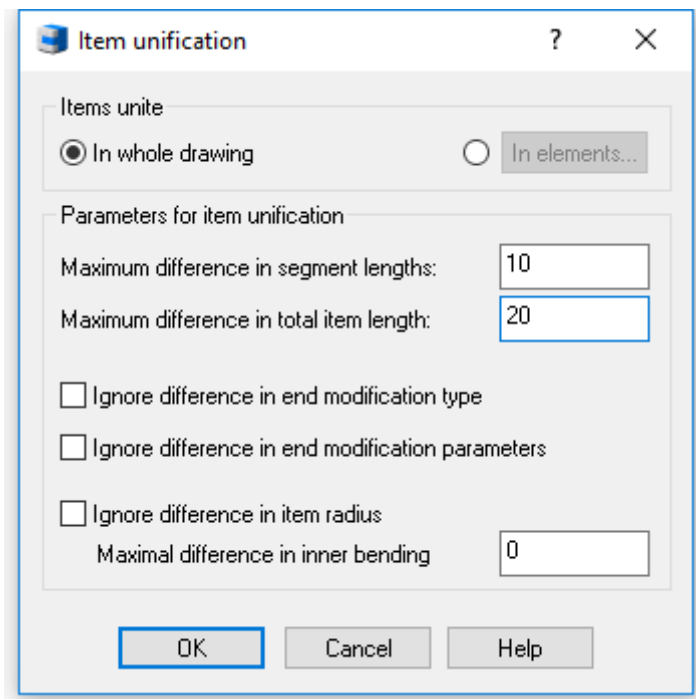 Item unification
?
Items unite
In whole drawing
In elements...
Parameters for item unification
Maximum difference in segment lengths: 10
Maximum difference in total item length: 20
Ignore difference in end modification type
Ignore difference in end modification parameters
Ignore difference in item radius
Maximal difference in inner bending 0
OK Cancel Help